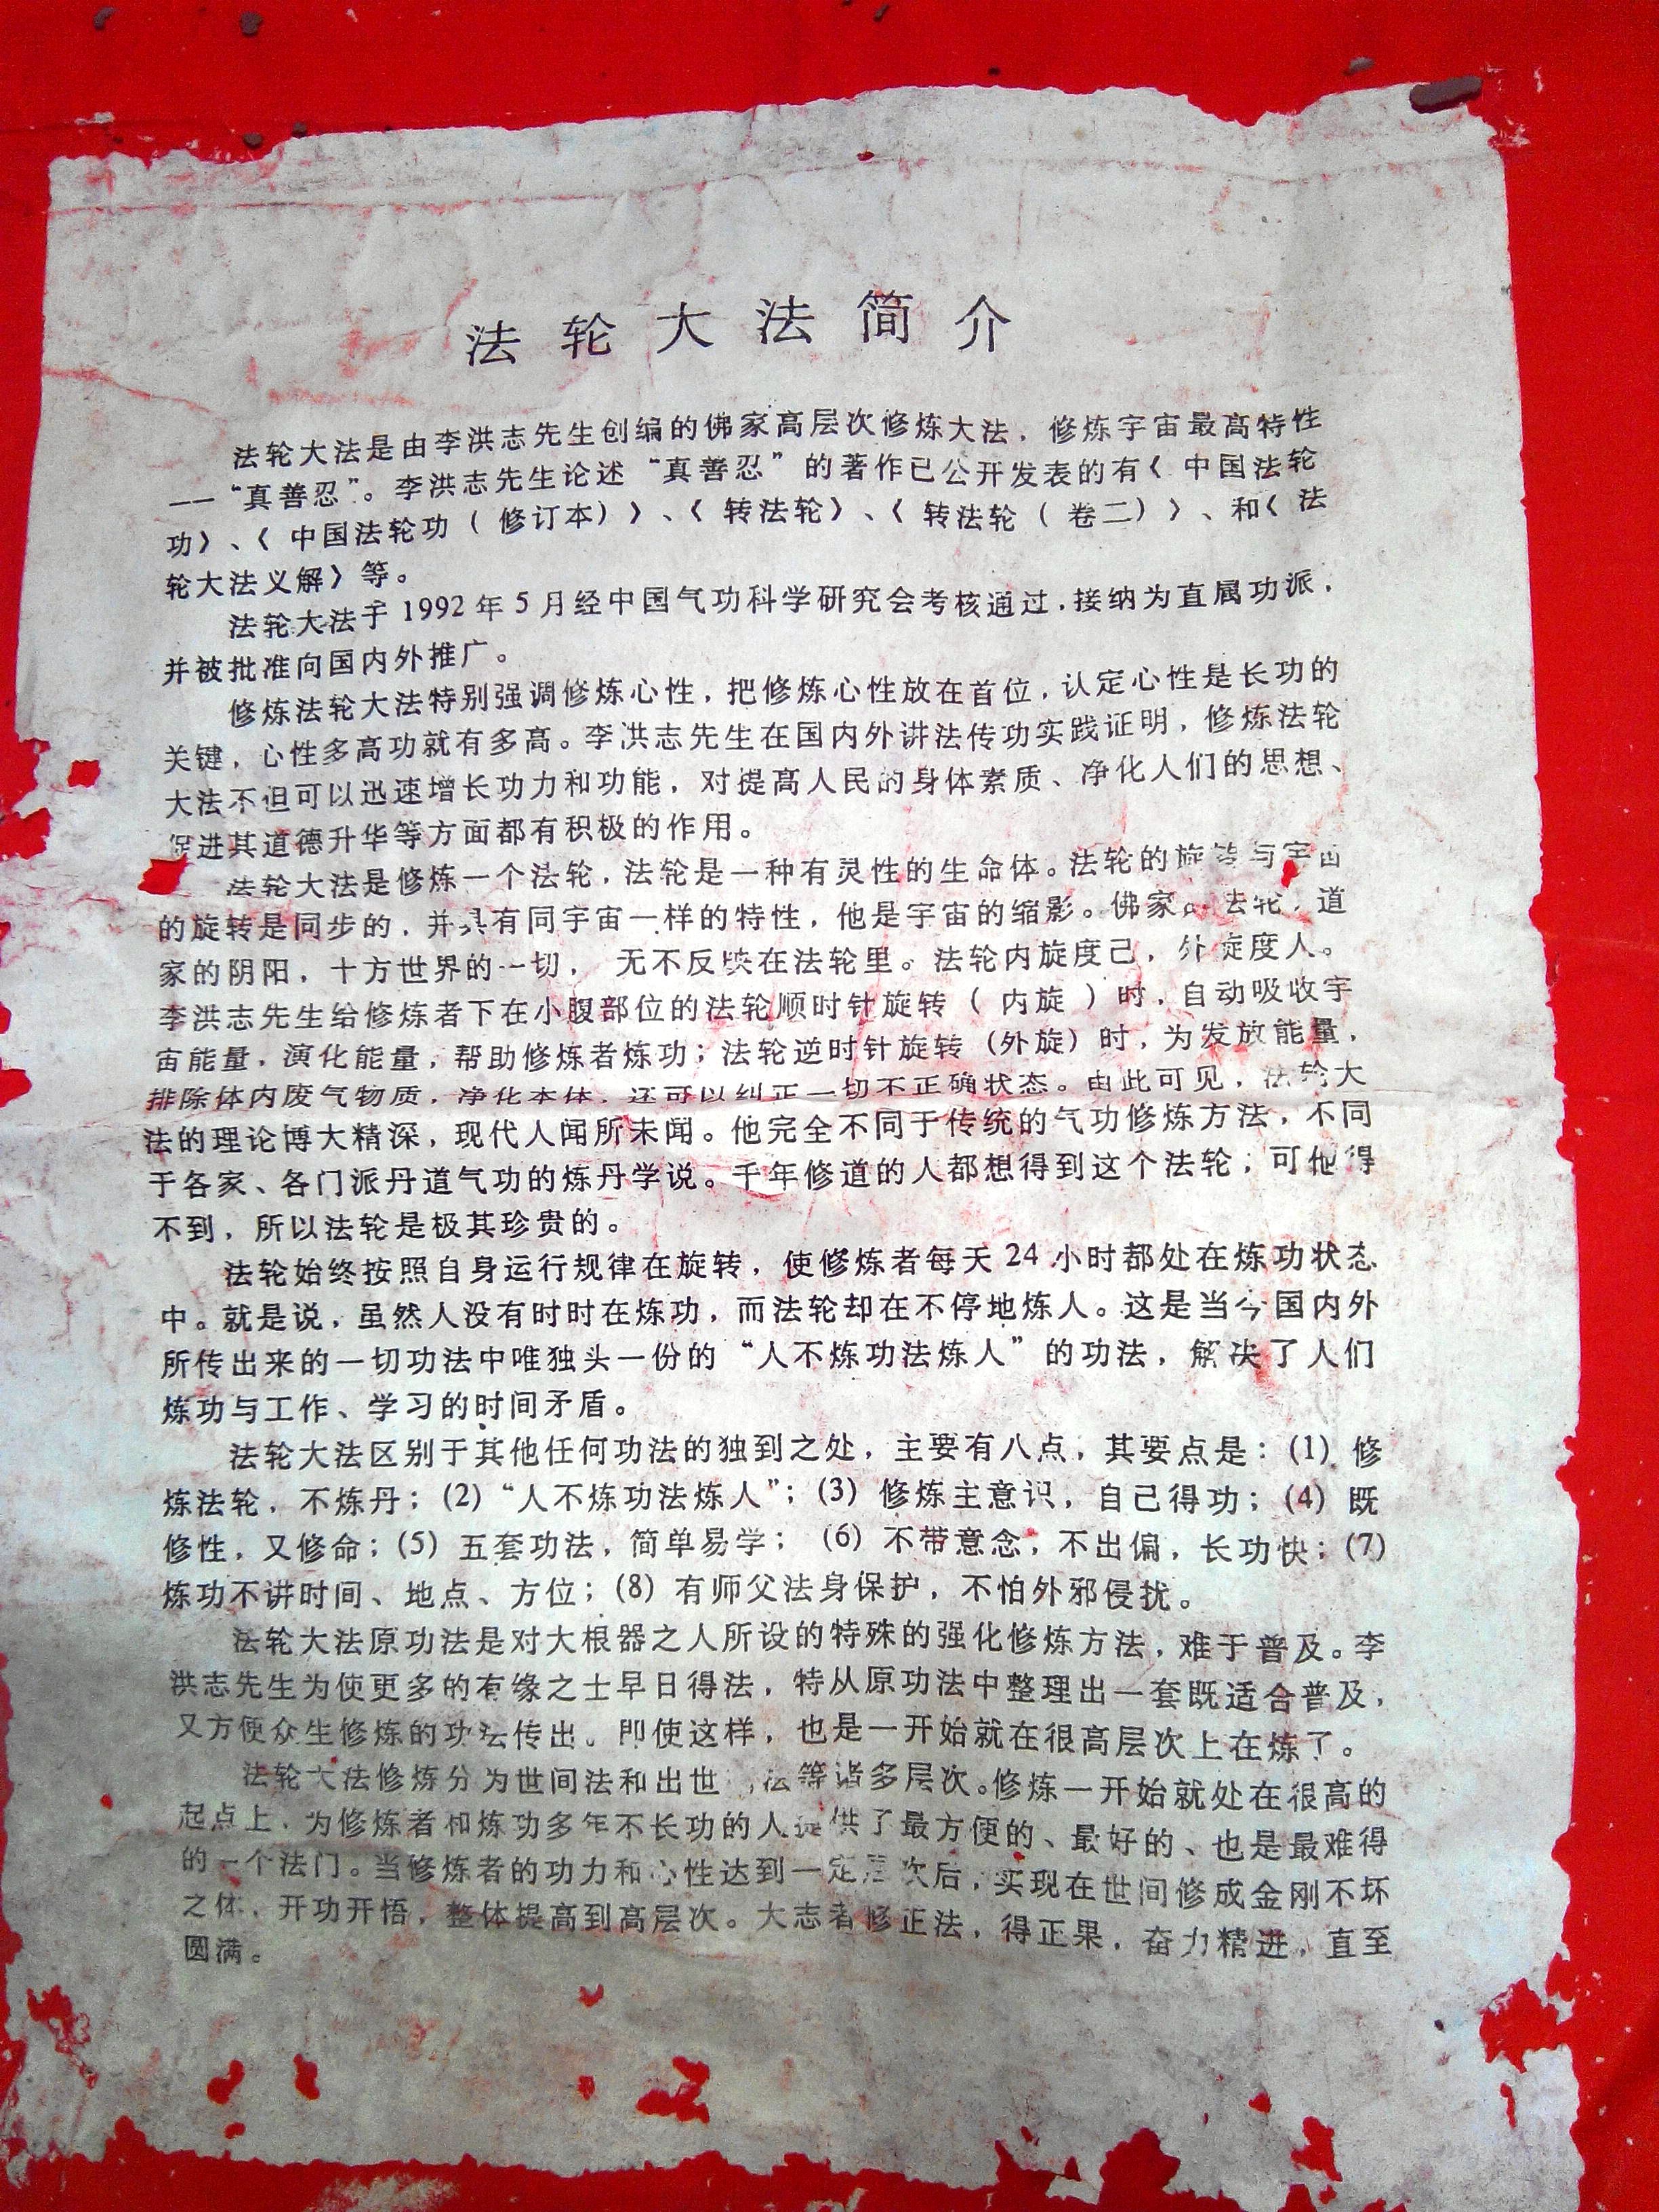 法轮大法简介
法轮大法是由李洪志先生创编的佛家高层次修炼大法，修炼宇宙最高特性
——“真善忍”。李洪志先生论述“真善忍”的著作已公开发表的有《中国法轮
功》、《中国法轮功（修订本）》、《转法轮》、《转法轮（卷二）》、和《法
轮大法义解》等。
法轮大法于1992年5月经中国气功科学研究会考核通过，接纳为直属功派，
并被批准向国内外推广。
修炼法轮大法特别强调修炼心性，把修炼心性放在首位，认定心性是长功的
关键，心性多高功就有多高。李洪志先生在国内外讲法传功实践证明，修炼法轮
大法不但可以迅速增长功力和功能，对提高人民的身体素质、净化人们的思想、
促进其道德升华等方面都有积极的作用。
法轮大法是修炼一个法轮，法轮是一种有灵性的生命体。法轮的旋转与宇宙
的旋转是同步的，并具有同宇宙一样的特性，他是宇宙的缩影。佛家的法轮，道
家的阴阳，十方世界的一切，无不反映在法轮里。法轮内旋度己，外旋度人。
李洪志先生给修炼者下在小腹部位的法轮顺时针旋转（内旋）时，自动吸收宇
宙能量，演化能量，帮助修炼者炼功；法轮逆时针旋转（外旋）时，为发放能量，
排除体内废气物质，净化本体，还可以纠正一切不正确状态。由此可见，法轮大
法的理论博大精深，现代人闻所未闻。他完全不同于传统的气功修炼方法，不同
于各家、各门派丹道气功的炼丹学说。千年修道的人都想得到这个法轮，可他得
不到，所以法轮是极其珍贵的。
法轮始终按照自身运行规律在旋转，使修炼者每天24小时都处在炼功状态
中。就是说，虽然人没有时时在炼功，而法轮却在不停地炼人。这是当今国内外
所传出来的一切功法中唯独头一份的“人不炼功法炼人”的功法，解决了人们
炼功与工作、学习的时间矛盾。
法轮大法区别于其他任何功法的独到之处，主要有八点，其要点是：(1) 修
炼法轮，不炼丹；(2)“人不炼功法炼人”；(3) 修炼主意识，自己得功；(4) 既
修性，又修命；(5) 五套功法，简单易学；(6) 不带意念，不出偏，长功快；(7)
炼功不讲时间、地点、方位；(8) 有师父法身保护，不怕外邪侵扰。
法轮大法原功法是对大根器之人所设的特殊的强化修炼方法，难于普及。李
洪志先生为使更多的有缘之士早日得法，特从原功法中整理出一套既适合普及，
又方便众生修炼的功法传出。即使这样，也是一开始就在很高层次上在炼了。
法轮大法修炼分为世间法和出世 法等诸多层次。修炼一开始就处在很高的
起点上，为修炼者和炼功多年不长功的人提供了最方便的、最好的、也是最难得
的一个法门。当修炼者的功力和心性达到一定层次后，实现在世间修成金刚不坏
之体，开功开悟，整体提高到高层次。大志者修正法，得正果，奋力精进，直至
圆满。